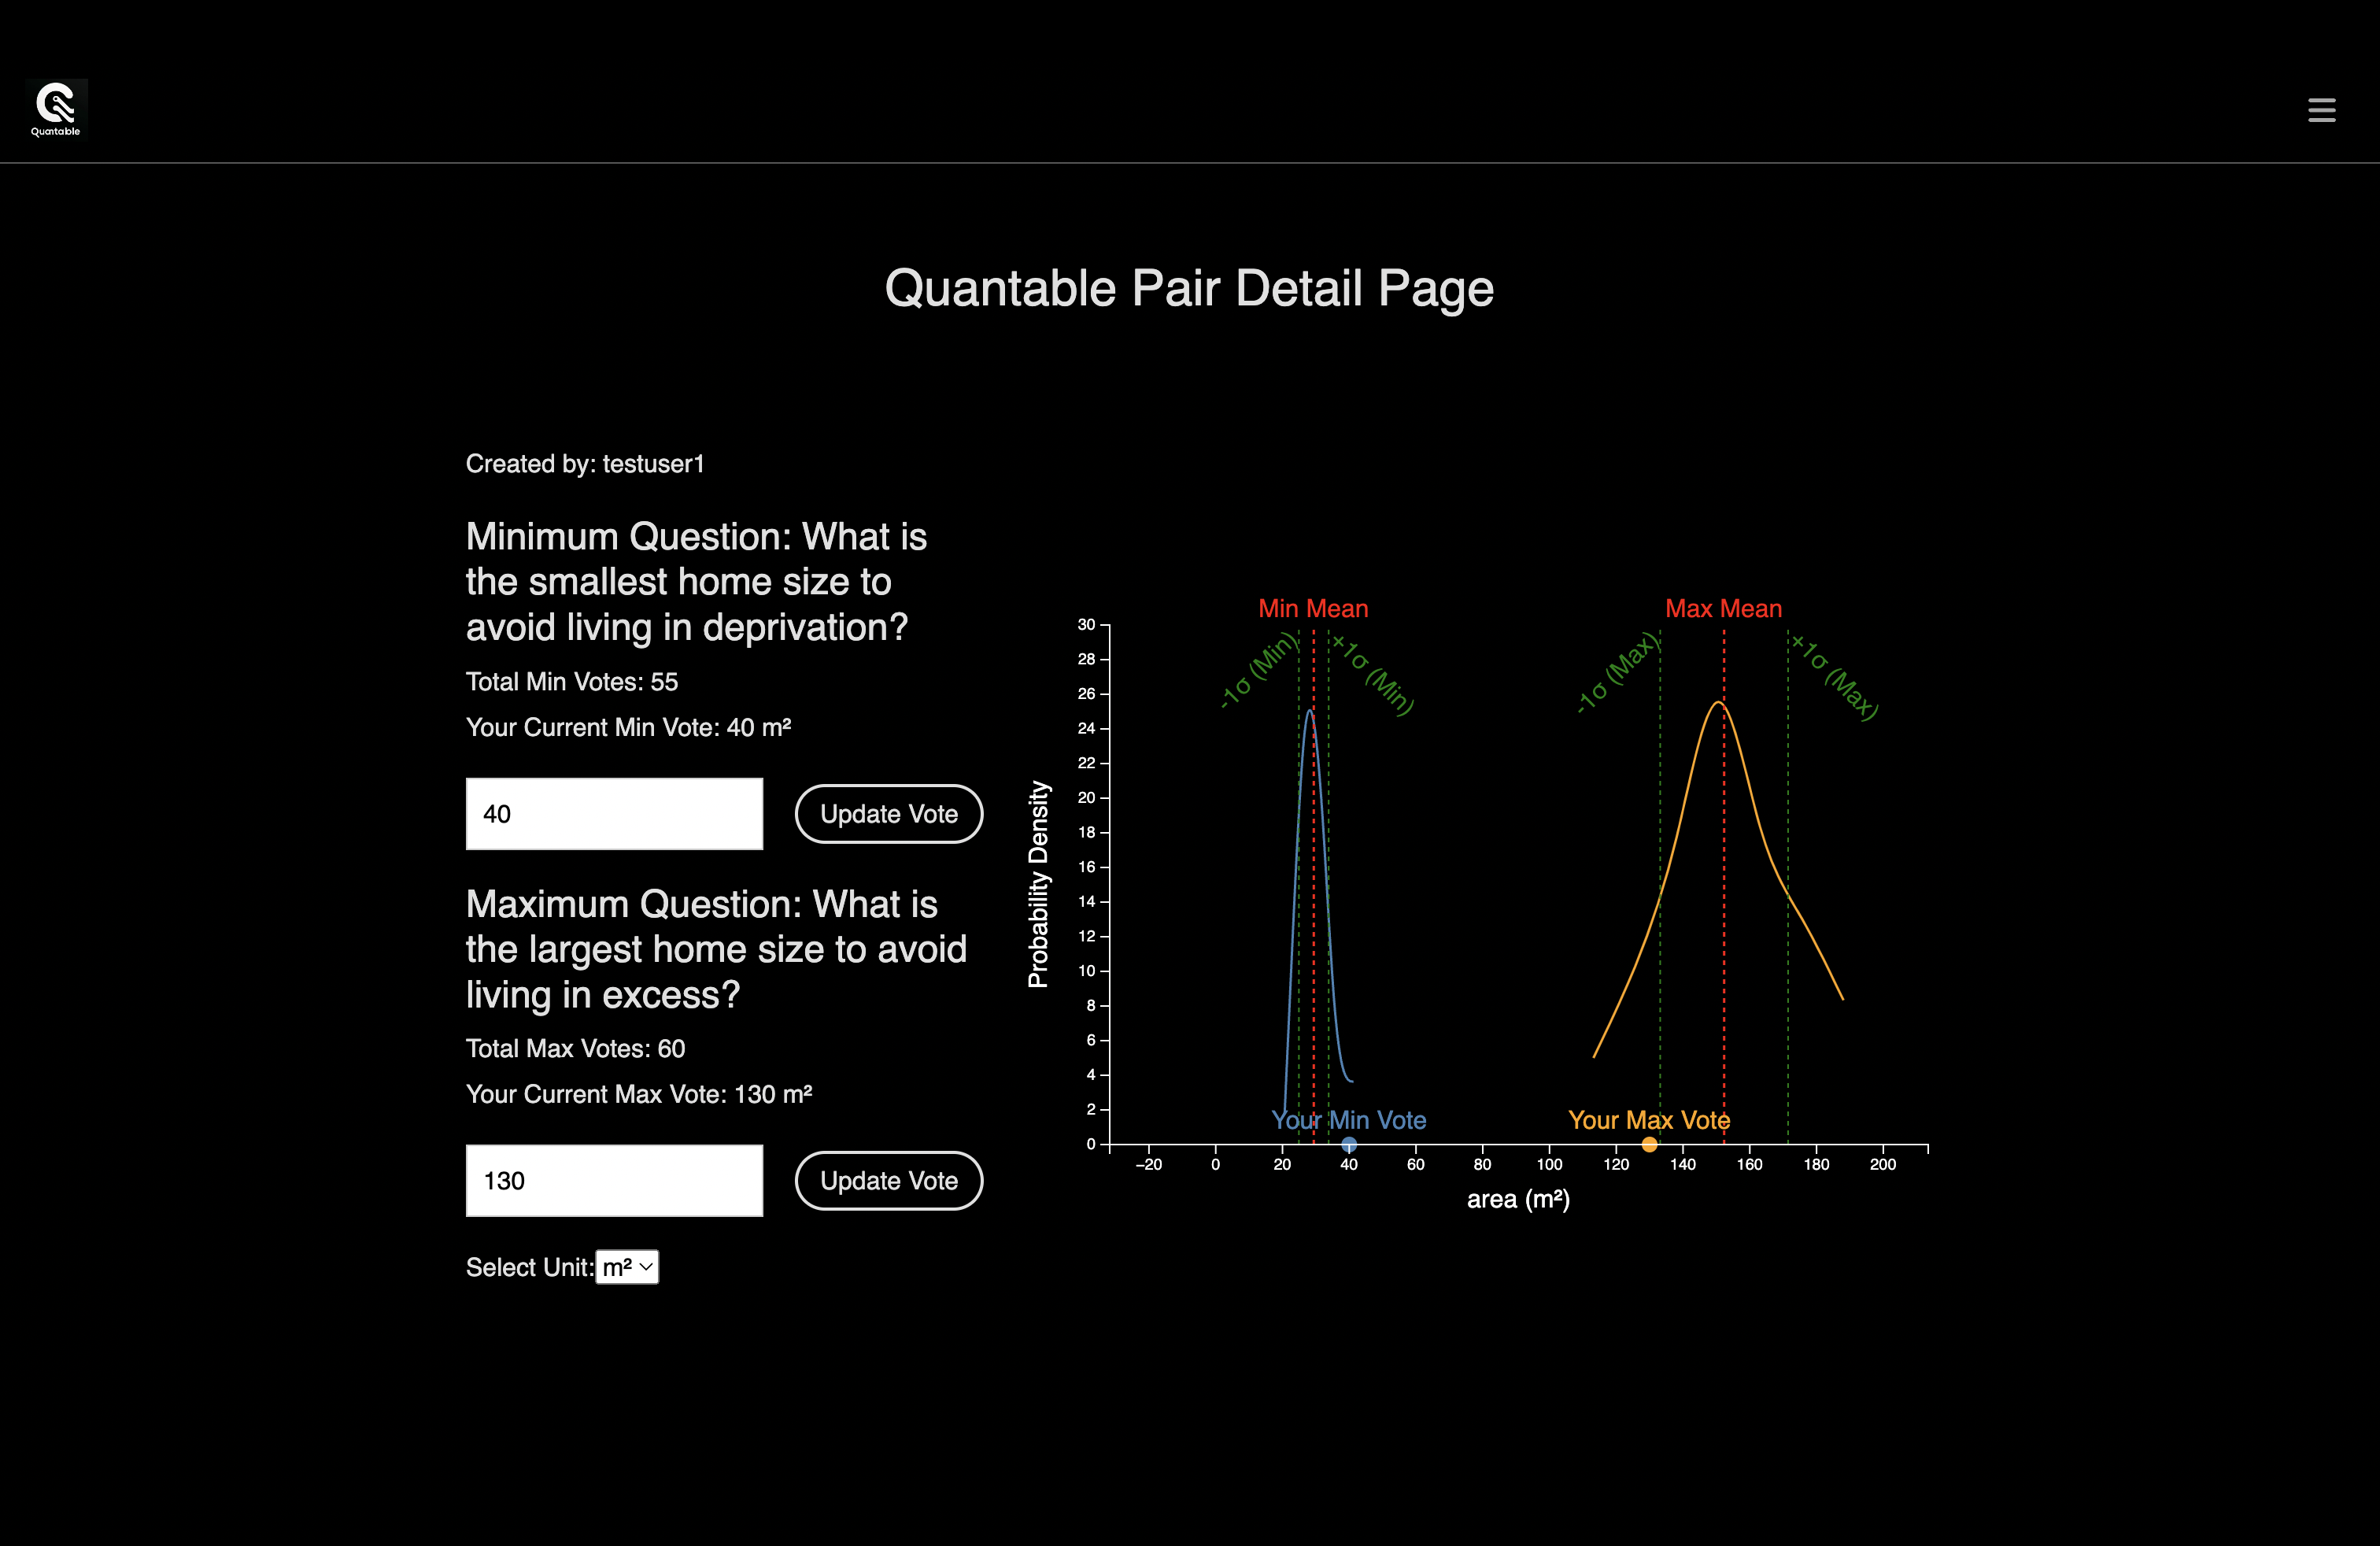 Quantable
Quantable Pair Detail Page
Created by: testuser1
Minimum Question: What is
the smallest home size to
avoid living in deprivation?
Total Min Votes: 55
Your Current Min Vote: 40 m²
40
Update Vote
Maximum Question: What is
the largest home size to avoid
living in excess?
Total Max Votes: 60
Your Current Max Vote: 130 m²
130
Update Vote
Select Unit: m²
Min Mean
Max Mean
-1σ (Min)
+1σ (Min)
-1σ (Max)
+1σ (Max)
Probability Density
30
28
26
24
22
20
18
16
14
12
10
8
6
4
2
0
Your Min Vote
Your Max Vote
−20 0 20 40 60 80 100 120 140 160 180 200
area (m²)